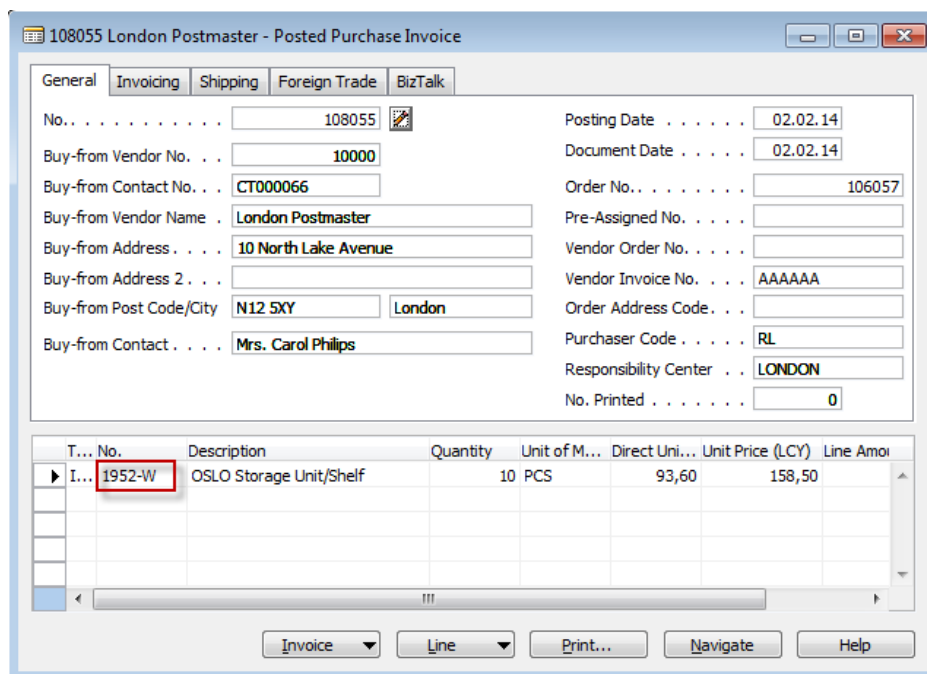 108055 London Postmaster - Posted Purchase Invoice
General Invoicing Shipping Foreign Trade BizTalk
No.. . . . . . . . . . . . 108055 Posting Date . . . . . . 02.02.14
Buy-from Vendor No. . . 10000 Document Date . . . . . 02.02.14
Buy-from Contact No. . . CT000066 Order No.. . . . . . . . . 106057
Buy-from Vendor Name . London Postmaster Pre-Assigned No. . . . . .
Buy-from Address . . . . 10 North Lake Avenue Vendor Order No. . . . . .
Buy-from Address 2 . . . Vendor Invoice No. . . . AAAAAA
Buy-from Post Code/City N12 5XY London Order Address Code. . .
Buy-from Contact . . . . Mrs. Carol Philips Purchaser Code . . . . . RL
Responsibility Center . . LONDON
No. Printed . . . . . . . 0
T... No. Description Quantity Unit of M... Direct Uni... Unit Price (LCY) Line Amou
I... 1952-W OSLO Storage Unit/Shelf 10 PCS 93,60 158,50
Invoice Line Print... Navigate Help